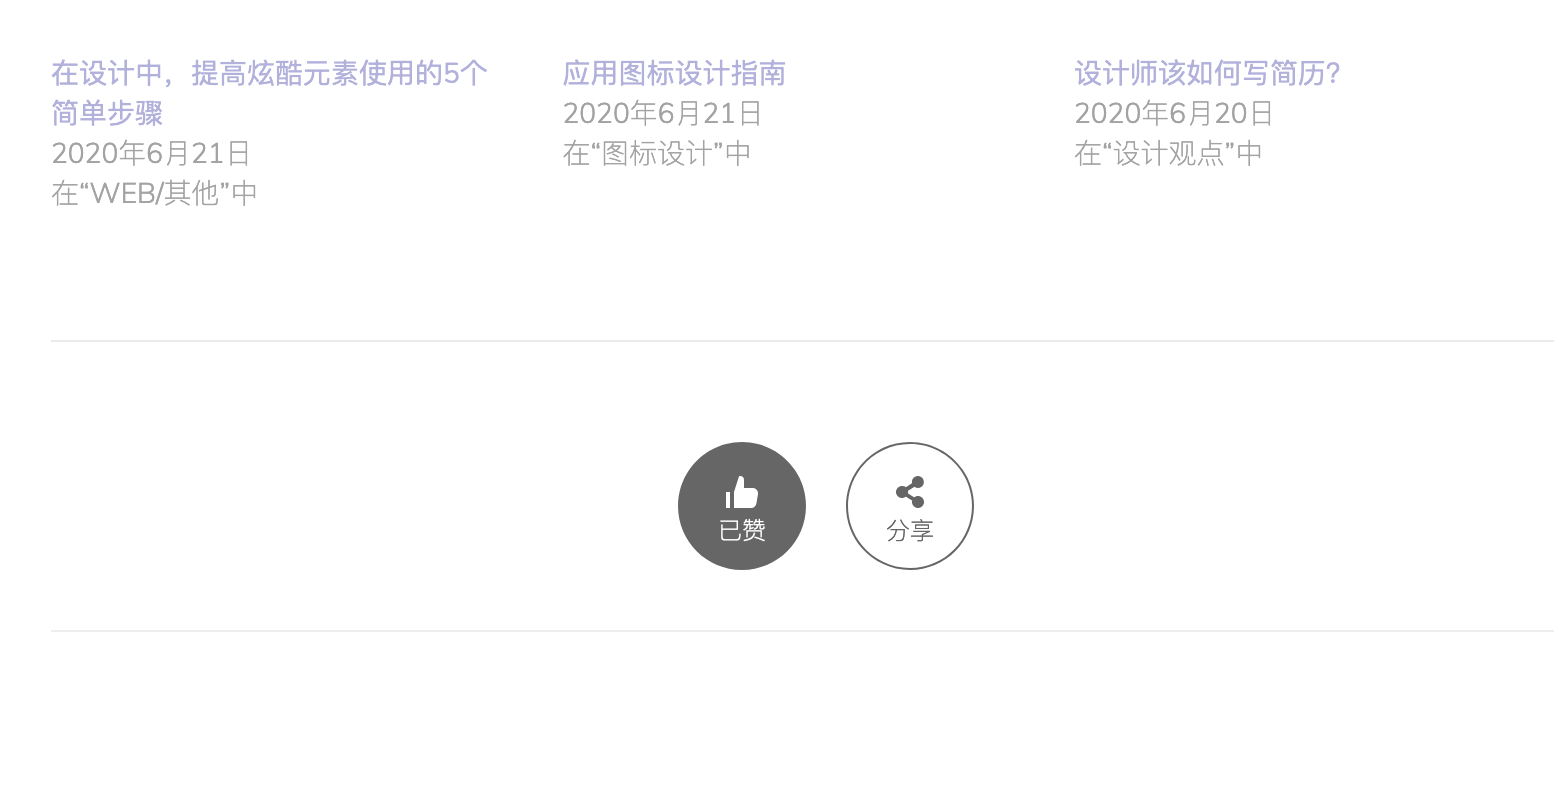 在设计中，提高炫酷元素使用的5个
简单步骤
2020年6月21日
在“WEB/其他”中
应用图标设计指南
2020年6月21日
在“图标设计”中
设计师该如何写简历?
2020年6月20日
在“设计观点”中
已赞
分享